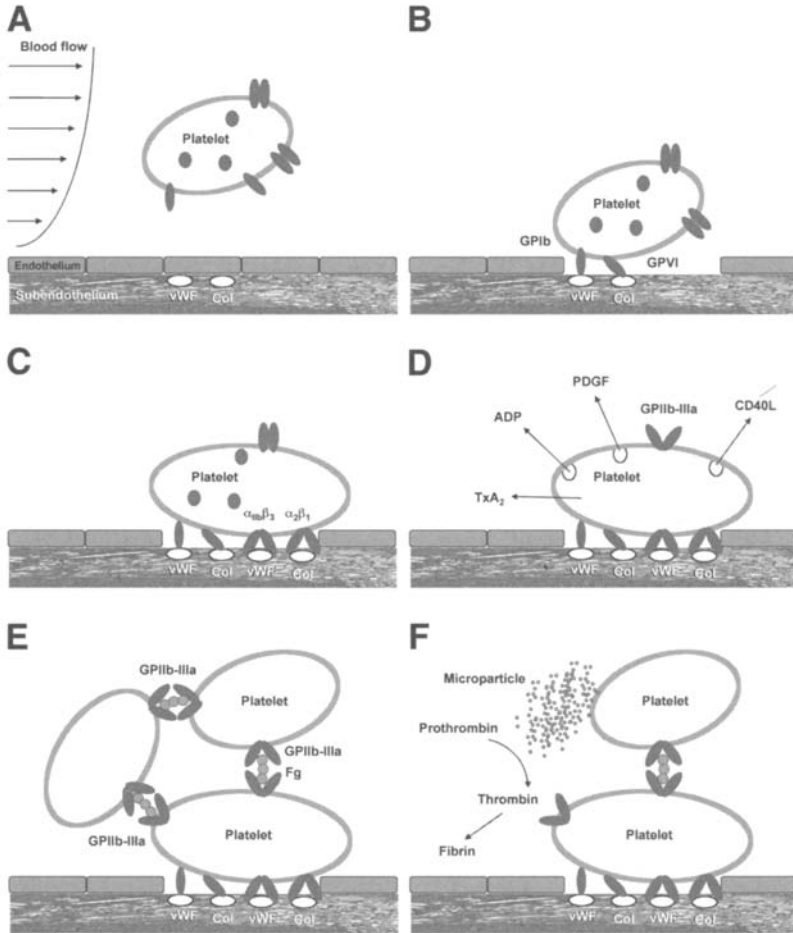 A
Blood flow
Platelet
Endothelium
Subendothelium
vWF
Col
B
Platelet
GPIb
GPVI
vWF
Col
C
Platelet
αIIbβ3 α2β1
vWF
Col
vWF
Col
D
PDGF
GPIIb-IIIa
CD40L
ADP
Platelet
TxA2
vWF
Col
vWF
Col
E
GPIIb-IIIa
Platelet
GPIIb-IIIa
Fg
GPIIb-IIIa
Platelet
vWF
Col
vWF
Col
F
Microparticle
Platelet
Prothrombin
Thrombin
Platelet
Fibrin
vWF
Col
vWF
Col